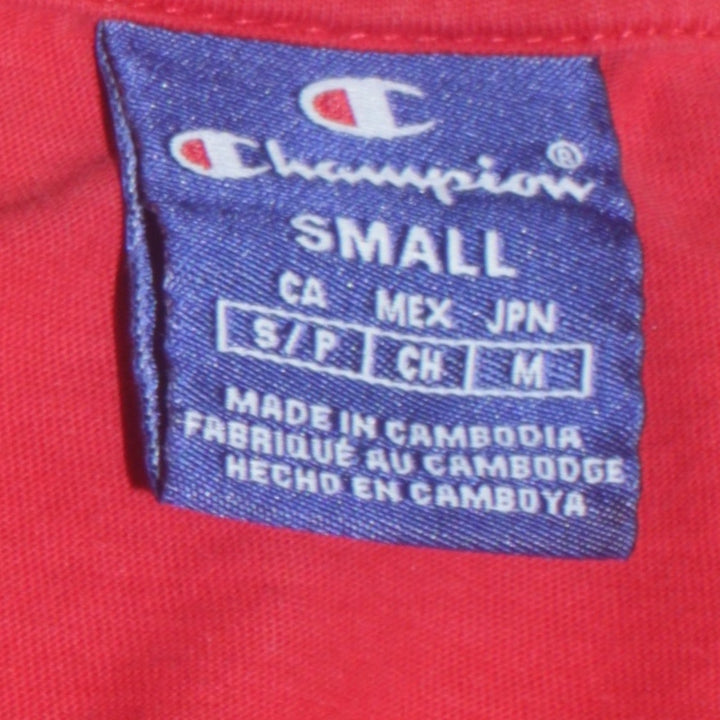 Champion®
SMALL
CA MEX JPN
S/P CH M
MADE IN CAMBODIA
FABRIQUÉ AU CAMBODGE
HECHO EN CAMBOYA